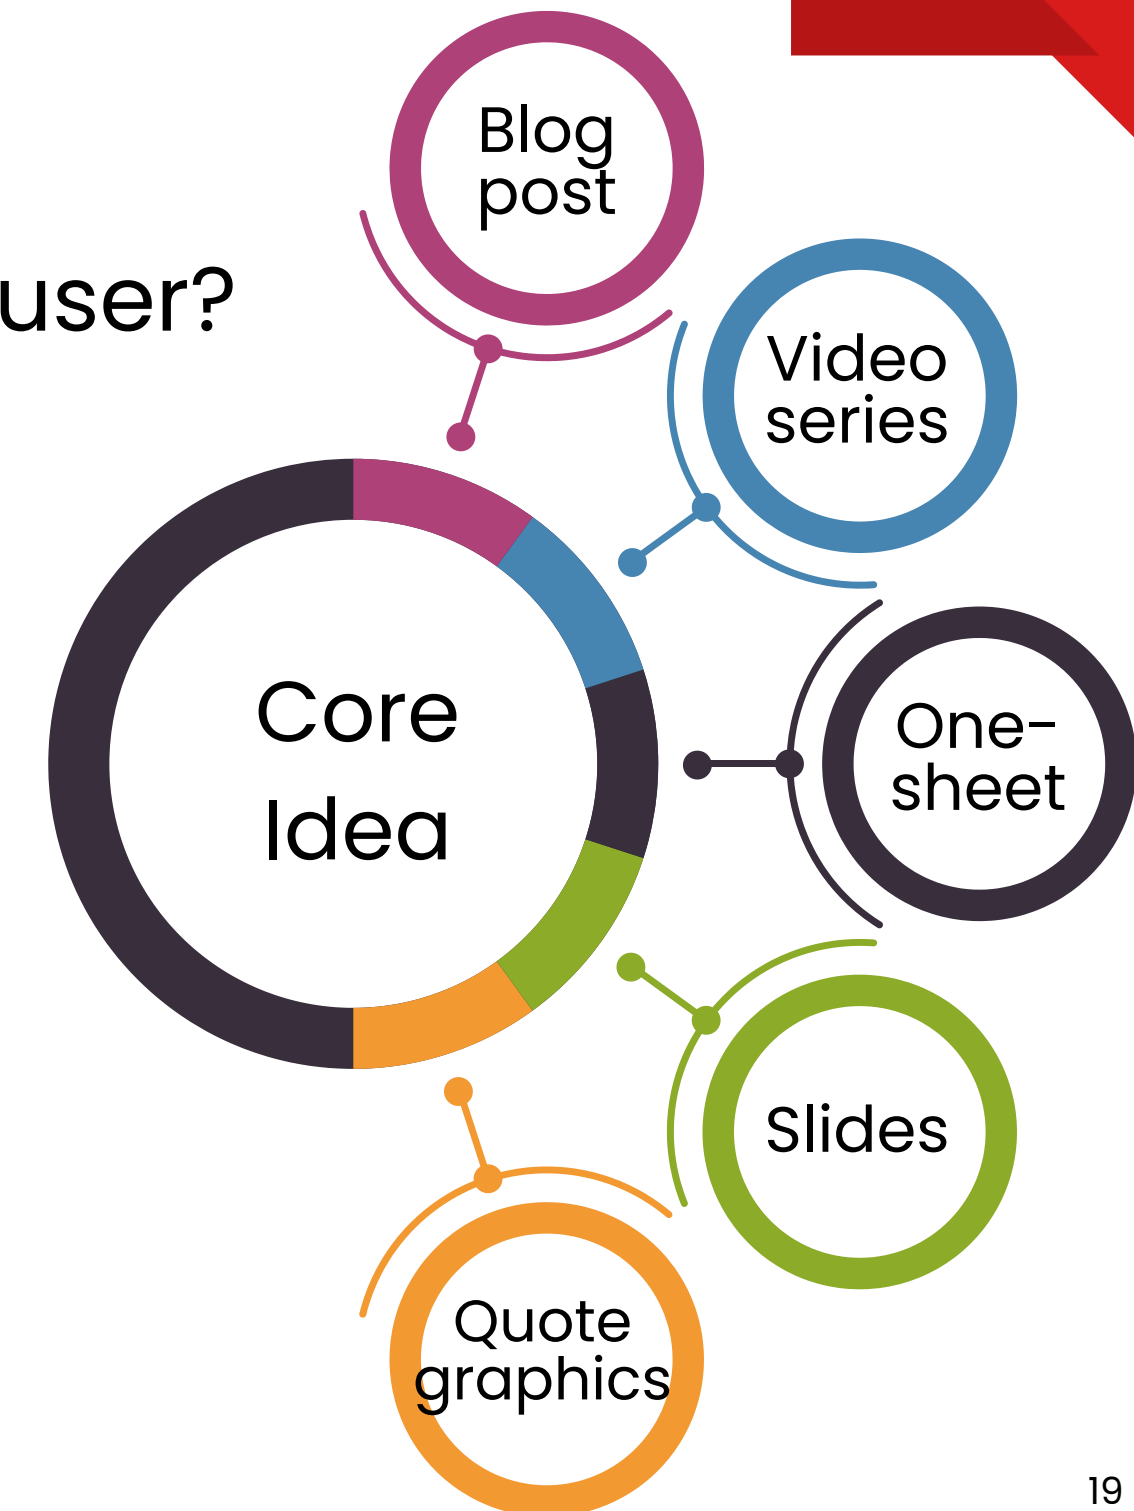 user?
Blog
post
Video
series
Core
Idea
One-
sheet
Slides
Quote
graphics
19